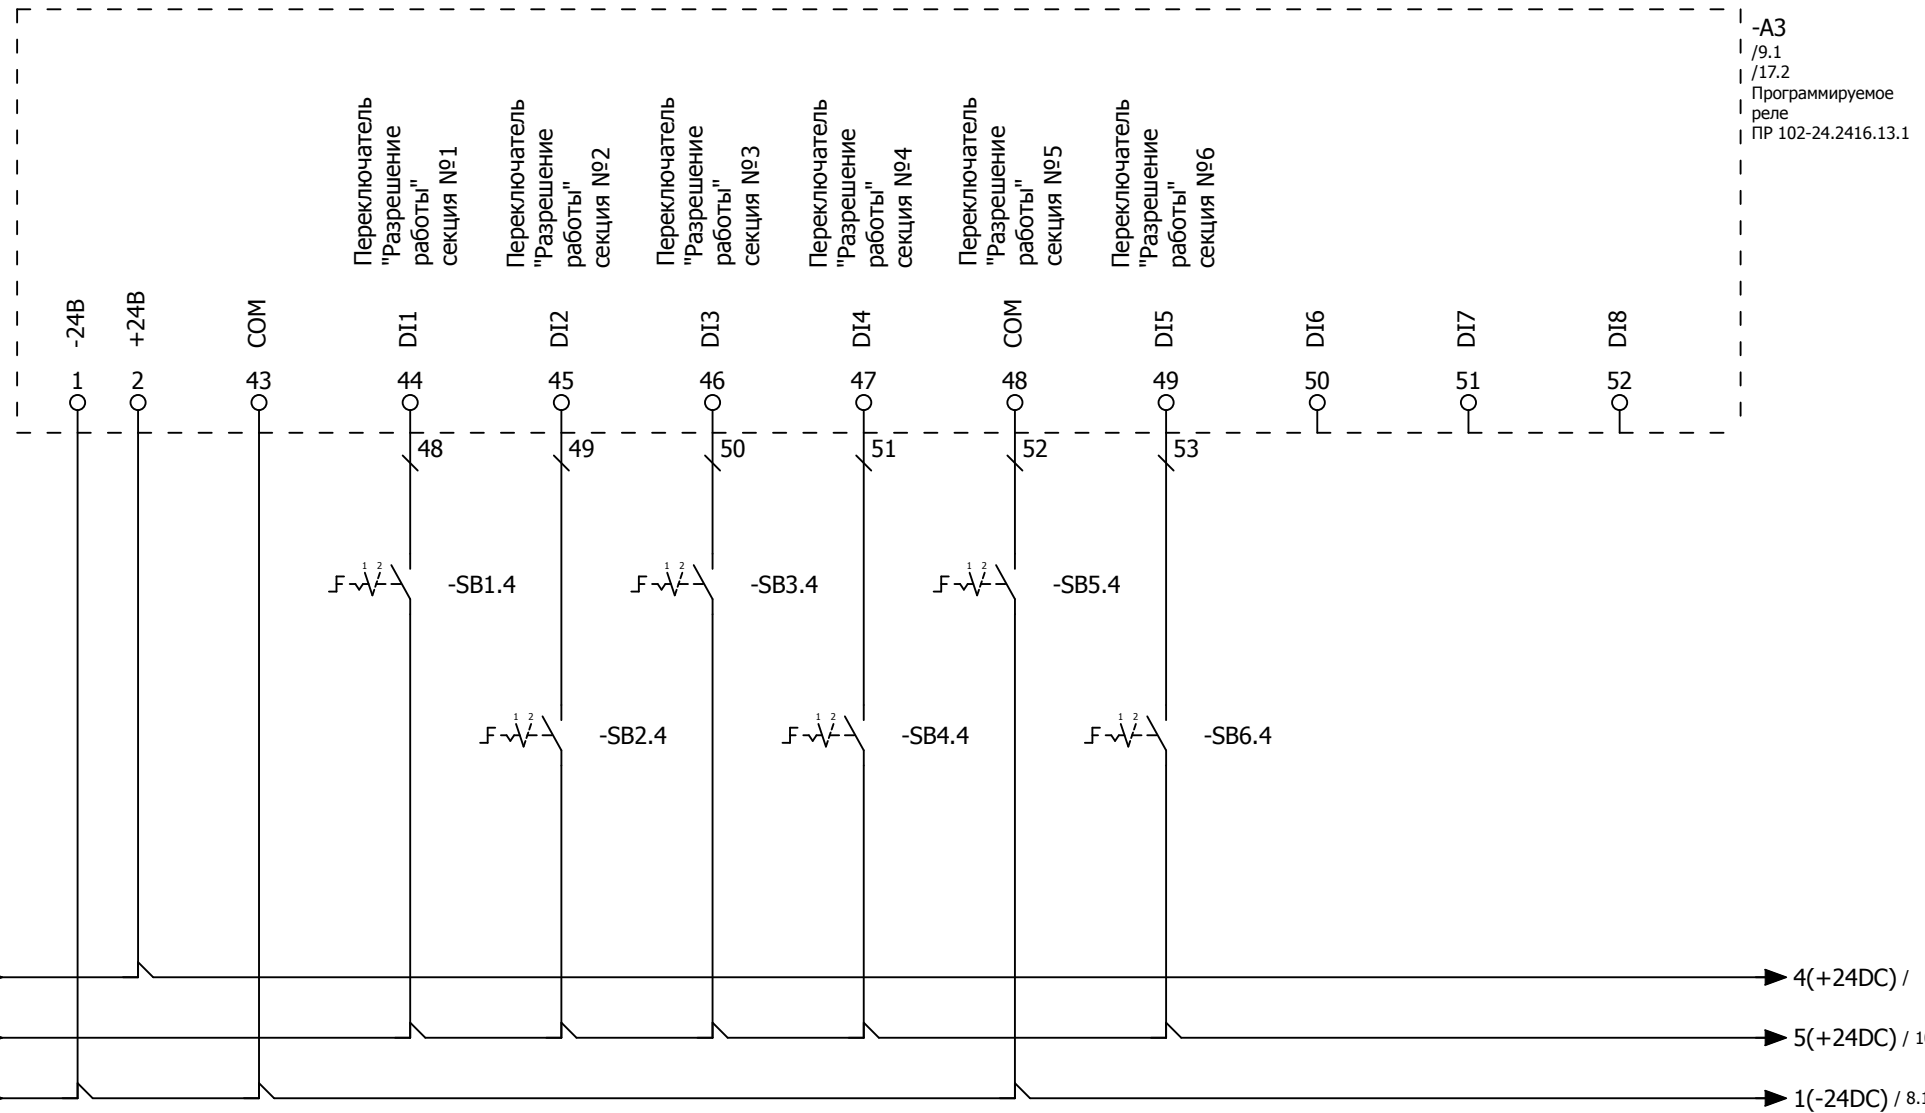 -A3
/9.1
/17.2
Программируемое
реле
ПР 102-24.2416.13.1
Переключатель
"Разрешение
работы"
секция №1
Переключатель
"Разрешение
работы"
секция №2
Переключатель
"Разрешение
работы"
секция №3
Переключатель
"Разрешение
работы"
секция №4
Переключатель
"Разрешение
работы"
секция №5
Переключатель
"Разрешение
работы"
секция №6
-24В +24В COM DI1 DI2 DI3 DI4 COM DI5 DI6 DI7 DI8
1 2 43 44 45 46 47 48 49 50 51 52
48 49 50 51 52 53
1 2 -SB1.4 1 2 -SB3.4 1 2 -SB5.4
1 2 -SB2.4 1 2 -SB4.4 1 2 -SB6.4
4(+24DC) /
5(+24DC) /
1(-24DC) / 8.1